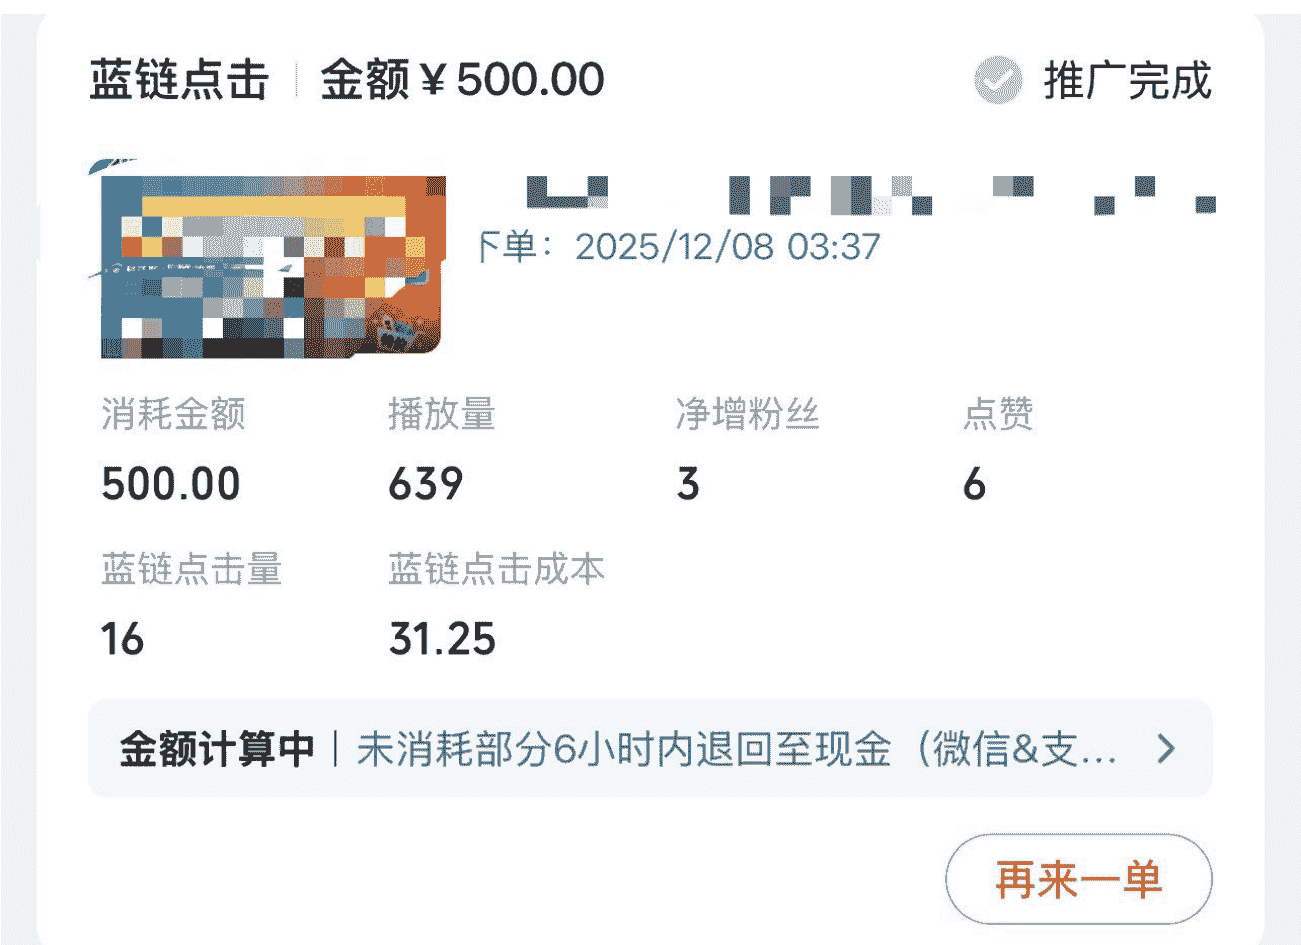 蓝链点击 金额￥500.00 推广完成
下单：2025/12/08 03:37
消耗金额 播放量 净增粉丝 点赞
500.00 639 3 6
蓝链点击量 蓝链点击成本
16 31.25
金额计算中 | 未消耗部分6小时内退回至现金（微信&支...
再来一单